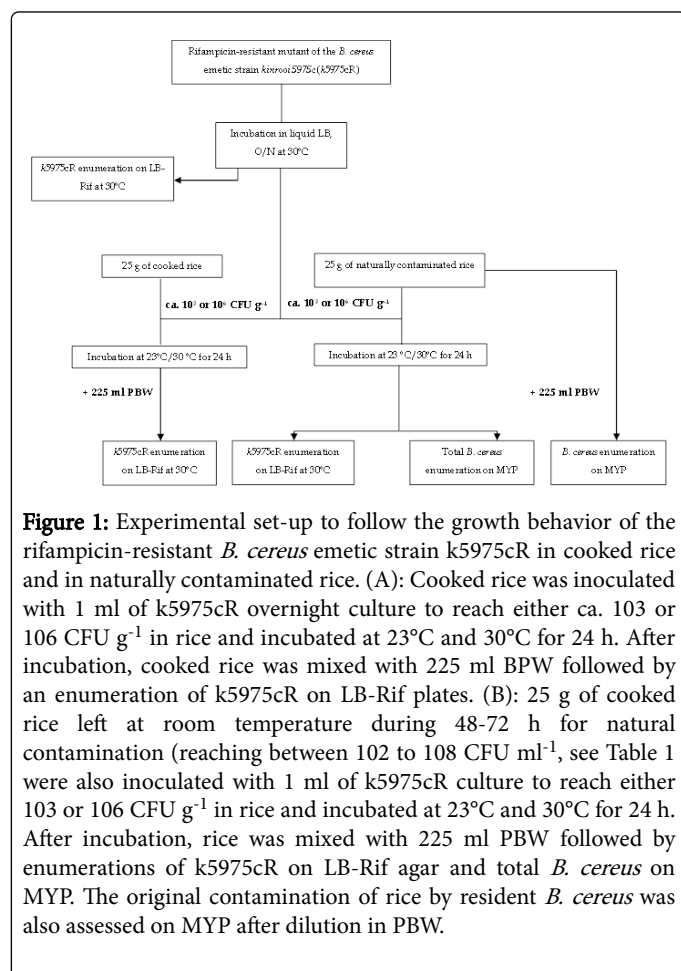 Rifampicin-resistant mutant of the B. cereus
emetic strain kinrooi 5975c (k5975cR)
Incubation in liquid LB,
O/N at 30°C
k5975cR enumeration on LB-
Rif at 30°C
25 g of cooked rice
25 g of naturally contaminated rice
ca. 10³ or 10⁶ CFU g⁻¹
ca. 10³ or 10⁶ CFU g⁻¹
Incubation at 23°C/30 °C for 24 h
Incubation at 23 °C/30°C for 24 h
+ 225 ml PBW
+ 225 ml PBW
k5975cR enumeration
on LB-Rif at 30°C
k5975cR enumeration
on LB-Rif at 30°C
Total B. cereus
enumeration on MYP
B. cereus enumeration
on MYP
Figure 1: Experimental set-up to follow the growth behavior of the
rifampicin-resistant B. cereus emetic strain k5975cR in cooked rice
and in naturally contaminated rice. (A): Cooked rice was inoculated
with 1 ml of k5975cR overnight culture to reach either ca. 103 or
106 CFU g⁻¹ in rice and incubated at 23°C and 30°C for 24 h. After
incubation, cooked rice was mixed with 225 ml BPW followed by
an enumeration of k5975cR on LB-Rif plates. (B): 25 g of cooked
rice left at room temperature during 48-72 h for natural
contamination (reaching between 102 to 108 CFU ml⁻¹, see Table 1
were also inoculated with 1 ml of k5975cR culture to reach either
103 or 106 CFU g⁻¹ in rice and incubated at 23°C and 30°C for 24 h.
After incubation, rice was mixed with 225 ml PBW followed by
enumerations of k5975cR on LB-Rif agar and total B. cereus on
MYP. The original contamination of rice by resident B. cereus was
also assessed on MYP after dilution in PBW.